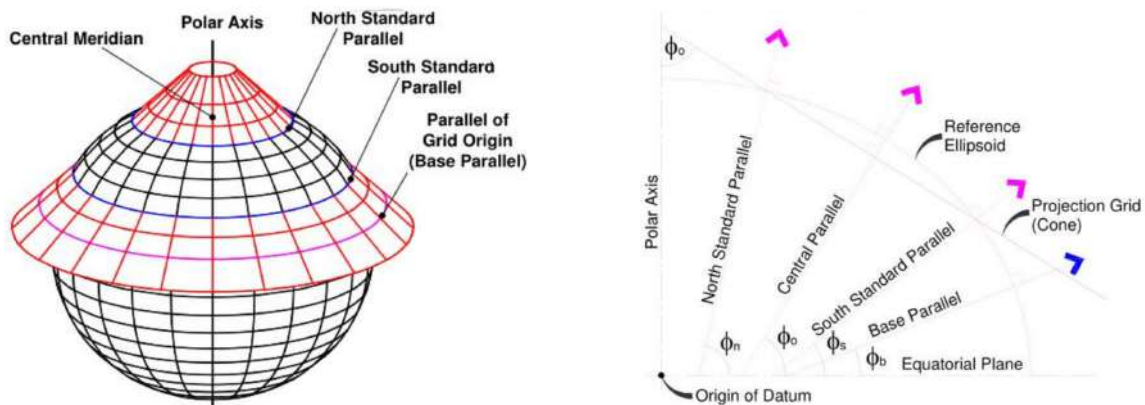 Polar Axis
Central Meridian
North Standard
Parallel
South Standard
Parallel
Parallel of
Grid Origin
(Base Parallel)
ϕo
Reference
Ellipsoid
Projection Grid
(Cone)
Polar Axis
North Standard Parallel
Central Parallel
South Standard Parallel
Base Parallel
ϕn
ϕo
ϕs
ϕb
Equatorial Plane
Origin of Datum